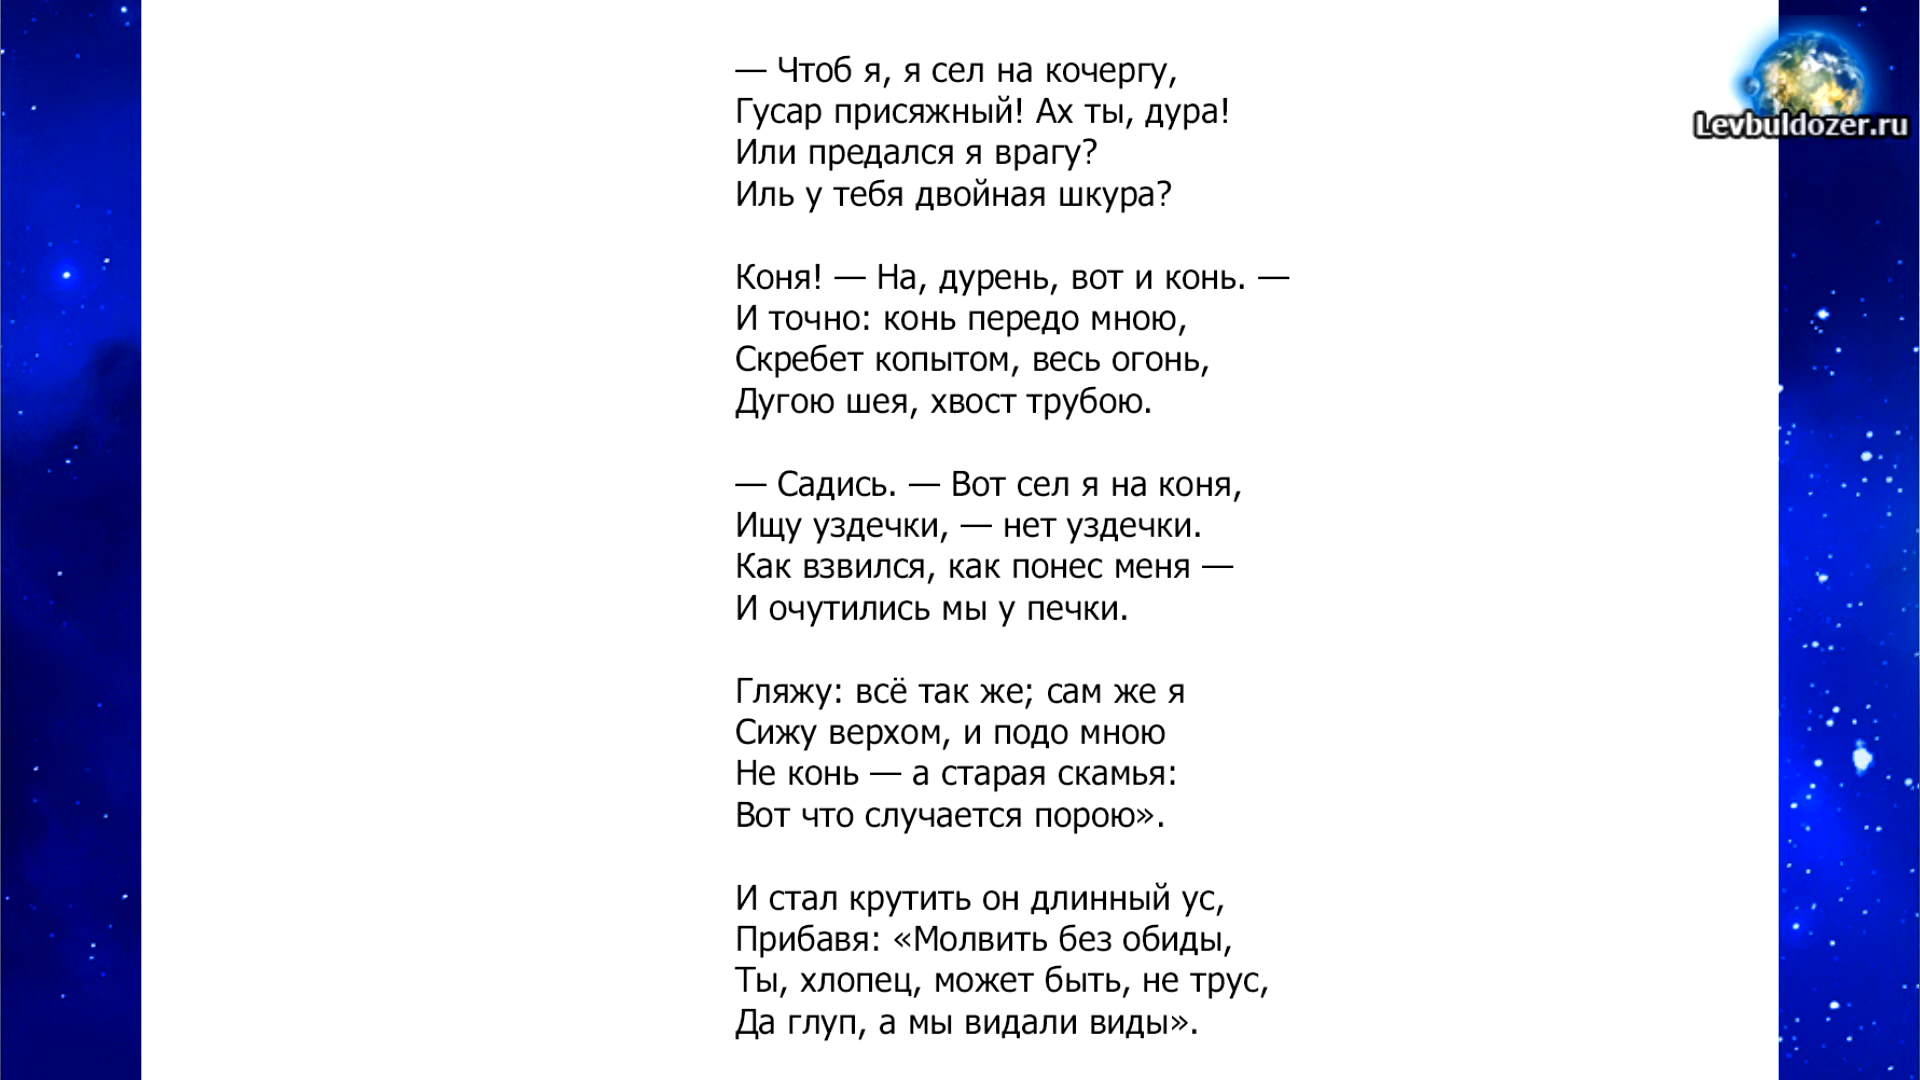 — Чтоб я, я сел на кочергу,
Гусар присяжный! Ах ты, дура!
Или предался я врагу?
Иль у тебя двойная шкура?
Коня! — На, дурень, вот и конь. —
И точно: конь передо мною,
Скребет копытом, весь огонь,
Дугою шея, хвост трубою.
— Садись. — Вот сел я на коня,
Ищу уздечки, — нет уздечки.
Как взвился, как понес меня —
И очутились мы у печки.
Гляжу: всё так же; сам же я
Сижу верхом, и подо мною
Не конь — а старая скамья:
Вот что случается порою».
И стал крутить он длинный ус,
Прибавя: «Молвить без обиды,
Ты, хлопец, может быть, не трус,
Да глуп, а мы видали виды».
Levbuldozer.ru